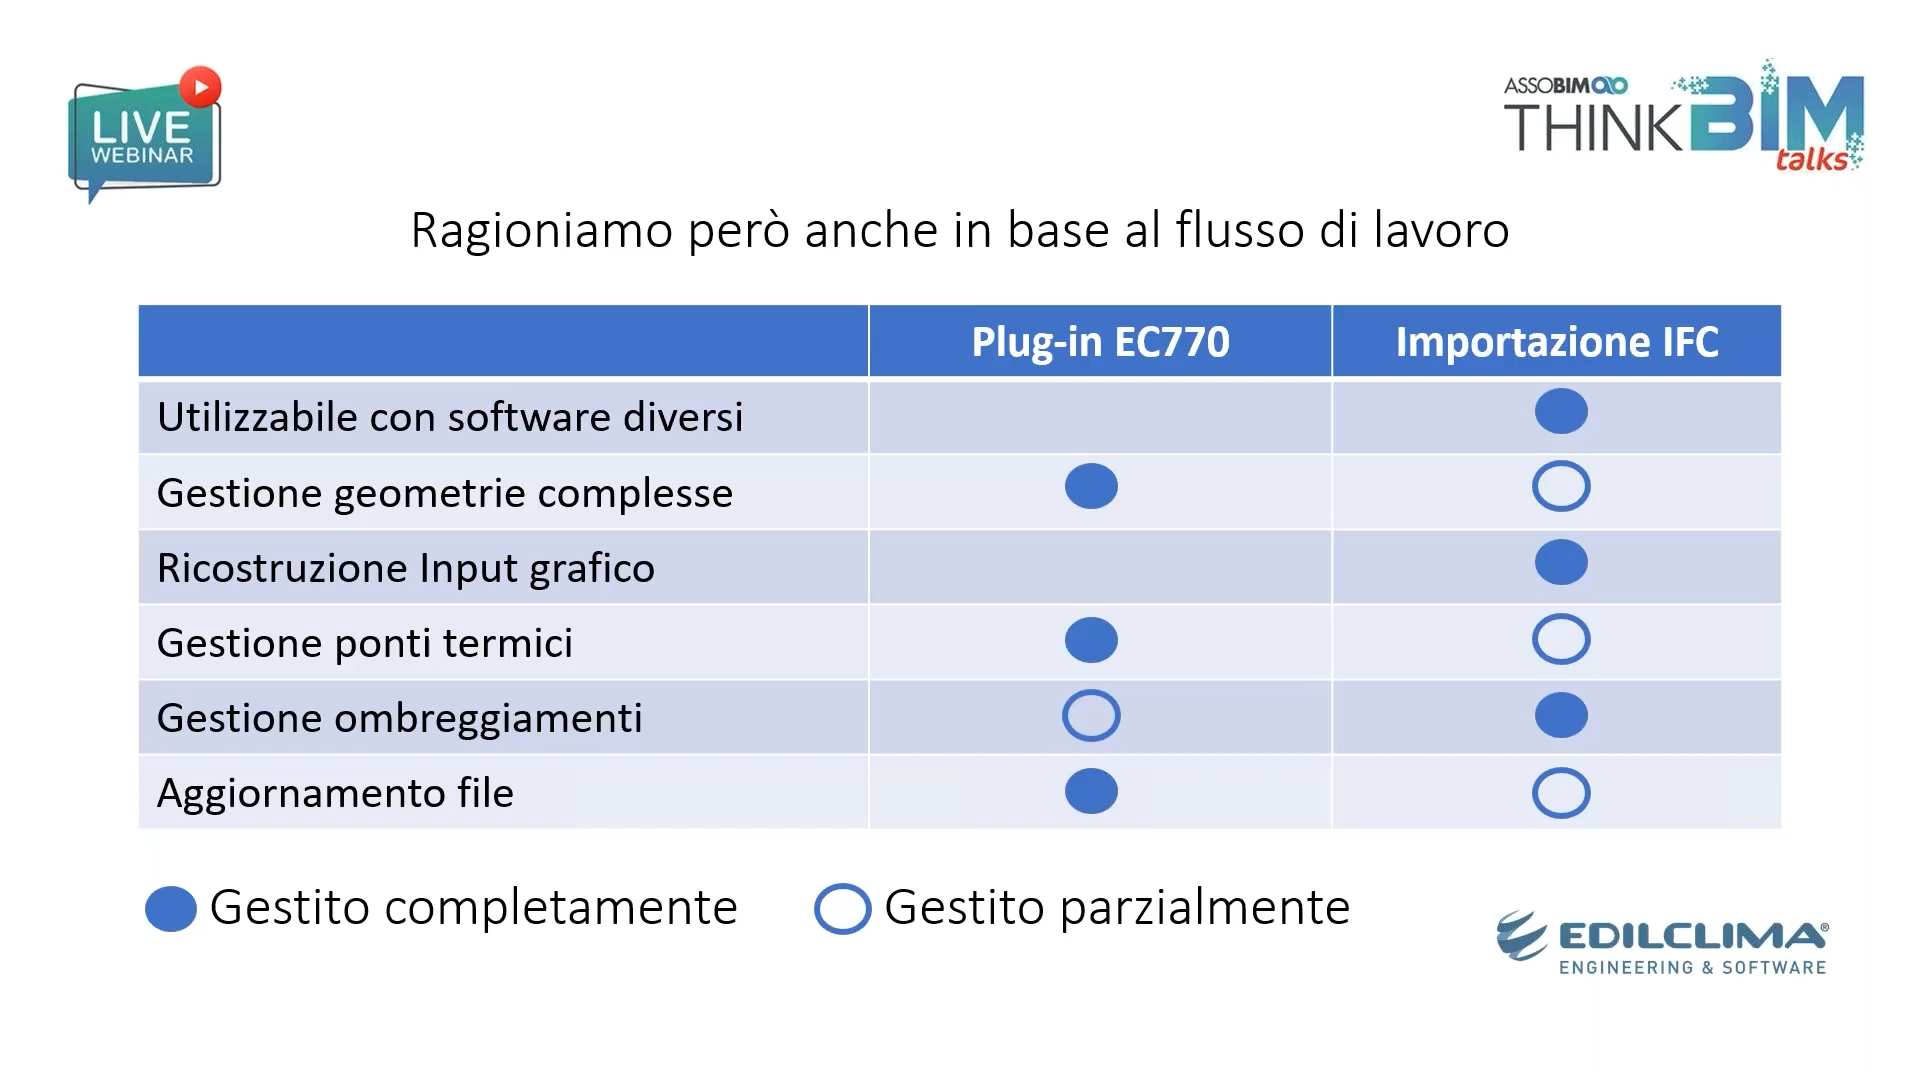 LIVE
WEBINAR
ASSOBIM
THINK BIM
talks
Ragioniamo però anche in base al flusso di lavoro
Plug-in EC770 Importazione IFC
Utilizzabile con software diversi
Gestione geometrie complesse
Ricostruzione Input grafico
Gestione ponti termici
Gestione ombreggiamenti
Aggiornamento file
Gestito completamente Gestito parzialmente
EDILCLIMA®
ENGINEERING & SOFTWARE